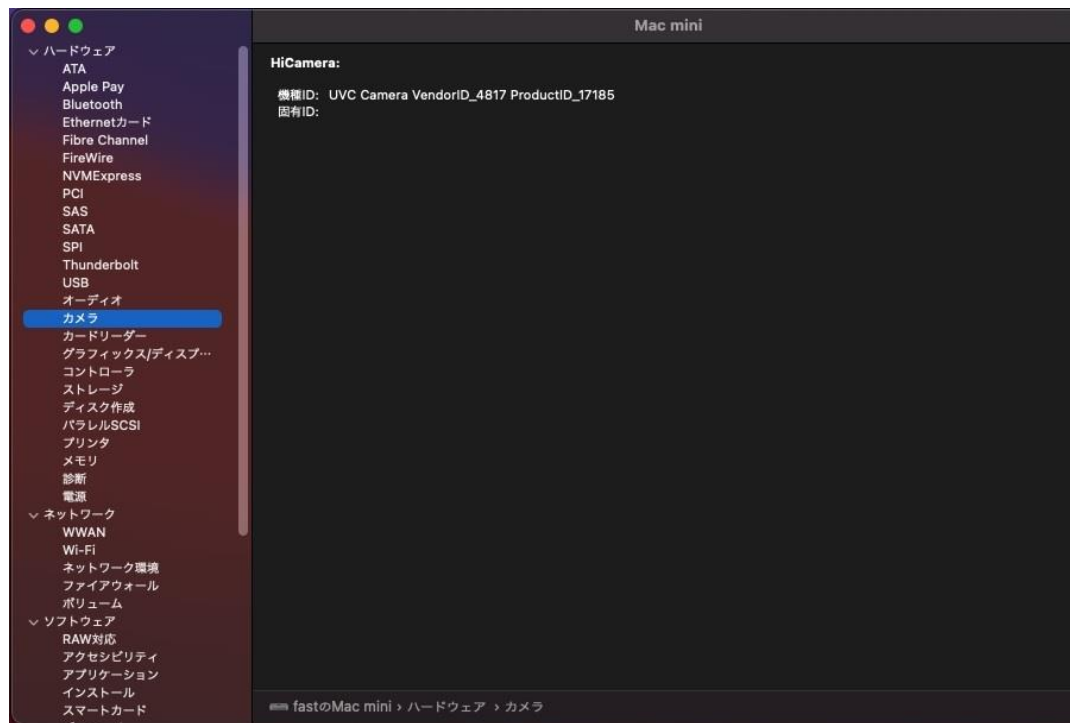 Mac mini
ハードウェア
ATA
Apple Pay
Bluetooth
Ethernetカード
Fibre Channel
FireWire
NVMExpress
PCI
SAS
SATA
SPI
Thunderbolt
USB
オーディオ
カメラ
カードリーダー
グラフィックス/ディスプ…
コントローラ
ストレージ
ディスク作成
パラレルSCSI
プリンタ
メモリ
診断
電源
ネットワーク
WWAN
Wi-Fi
ネットワーク環境
ファイアウォール
ボリューム
ソフトウェア
RAW対応
アクセシビリティ
アプリケーション
インストール
スマートカード
HiCamera:
機種ID: UVC Camera VendorID_4817 ProductID_17185
固有ID:
fastのMac mini › ハードウェア › カメラ